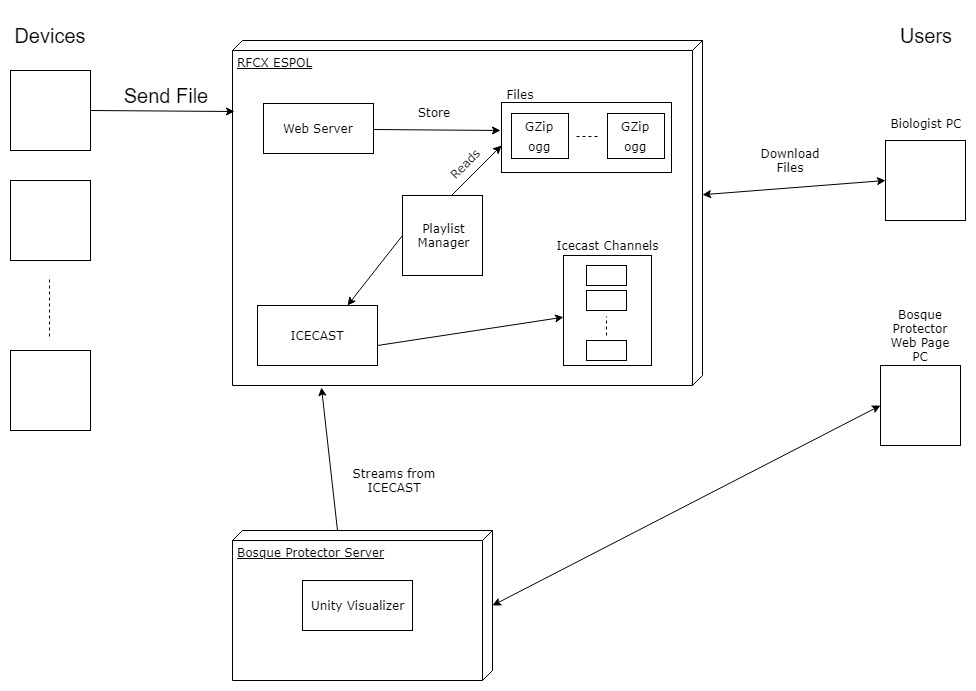 Devices
Users
RFCX ESPOL
Send File
Web Server
Store
Files
GZip
ogg
GZip
ogg
Reads
Playlist
Manager
Icecast Channels
ICECAST
Biologist PC
Download
Files
Bosque
Protector
Web Page
PC
Streams from
ICECAST
Bosque Protector Server
Unity Visualizer